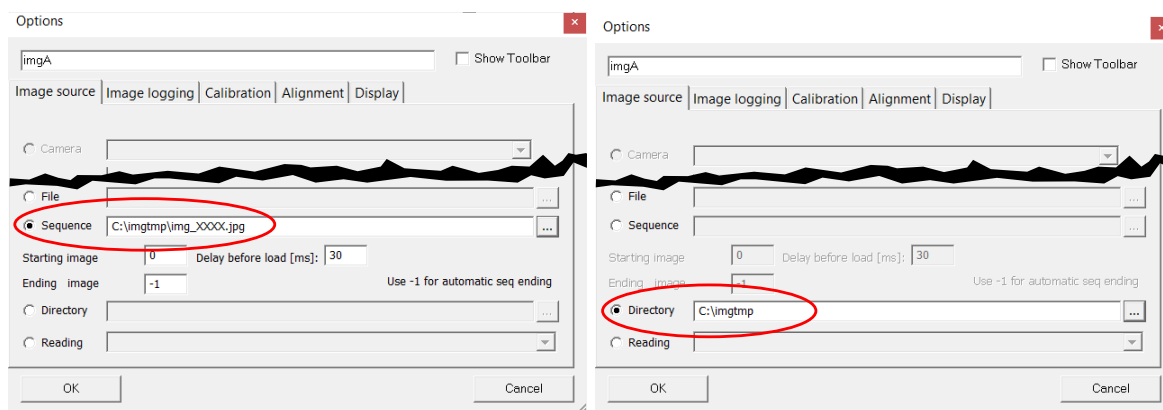 Options
×
imgA
Show Toolbar
Image source Image logging Calibration Alignment Display
Camera
File
...
Sequence C:\imgtmp\img_XXXX.jpg ...
Starting image 0 Delay before load [ms]: 30
Ending image -1 Use -1 for automatic seq ending
Directory ...
Reading
OK Cancel
Options
×
imgA
Show Toolbar
Image source Image logging Calibration Alignment Display
Camera
File ...
Sequence ...
Starting image 0 Delay before load [ms]: 30
Ending image -1 Use -1 for automatic seq ending
Directory C:\imgtmp ...
Reading
OK Cancel